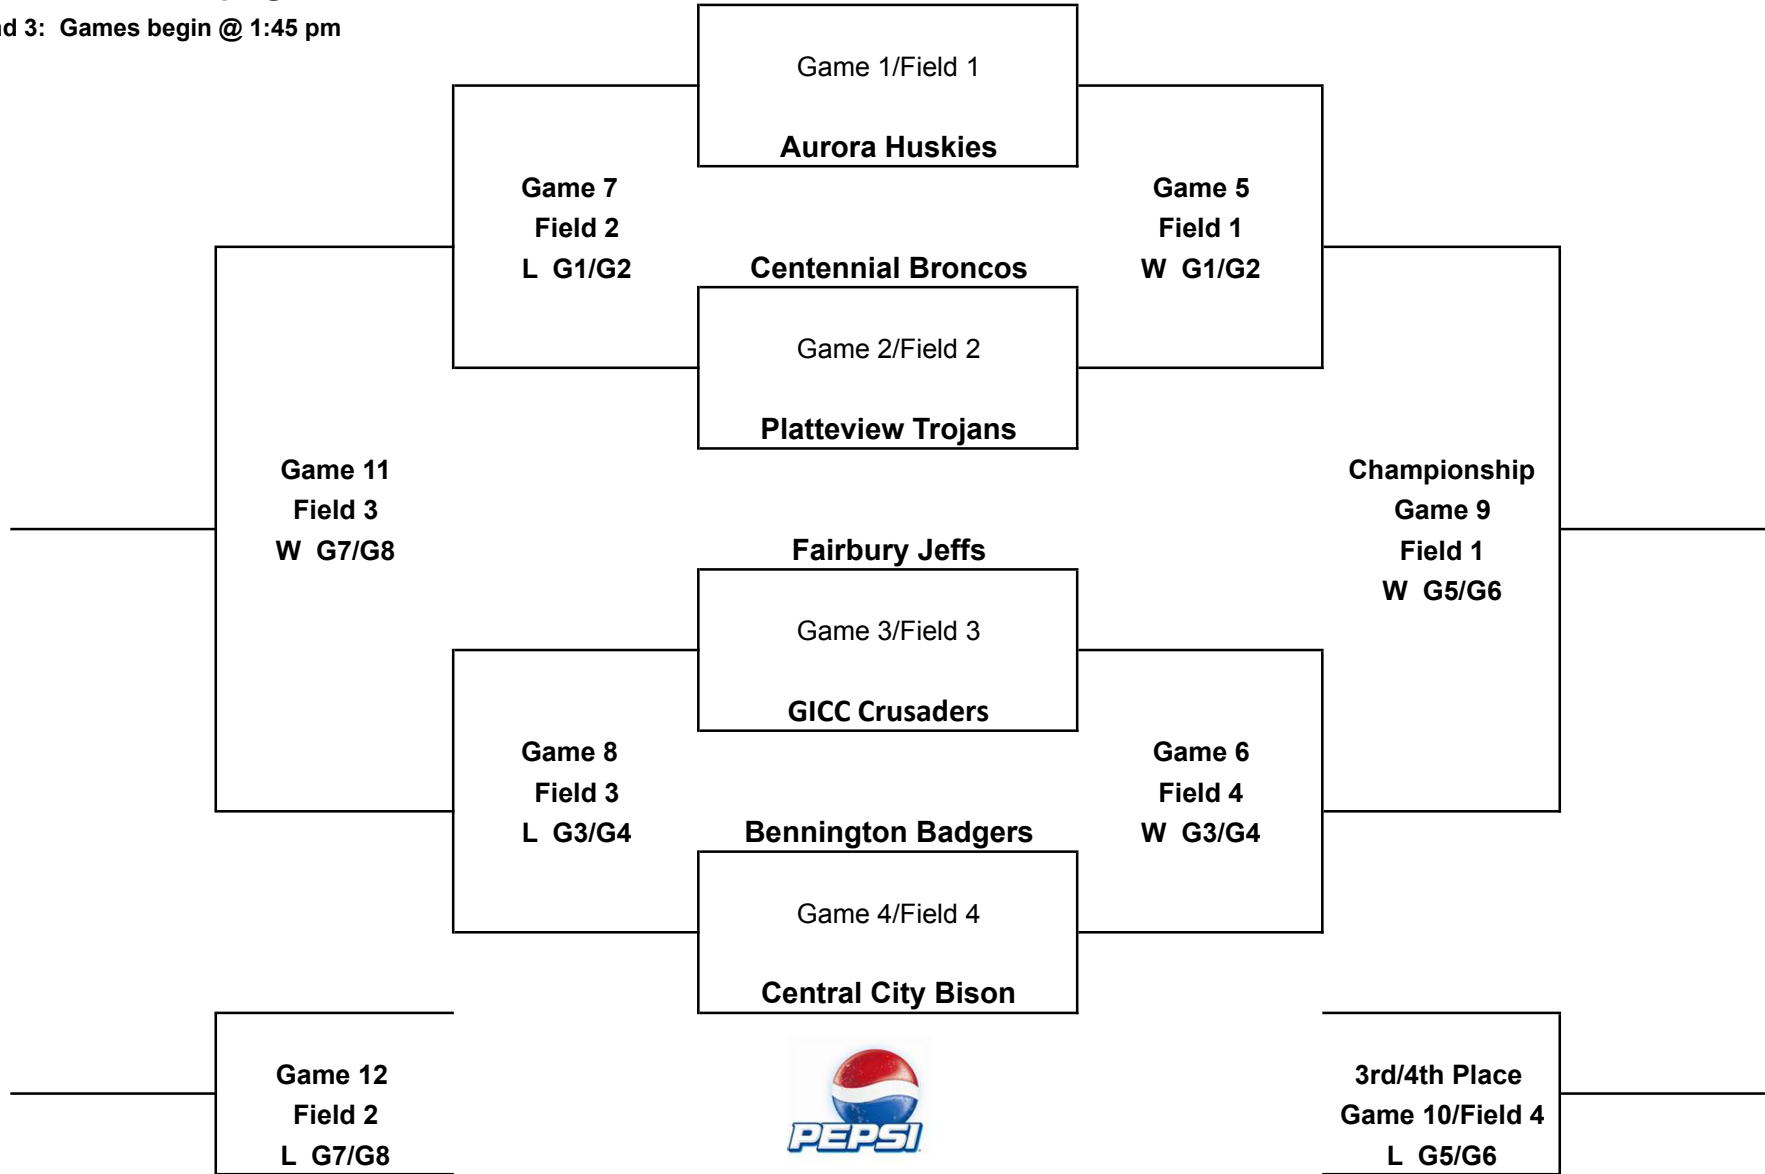 3: Games begin @ 1:45 pm
Game 1/Field 1
Aurora Huskies
Game 7
Field 2
L G1/G2
Game 5
Field 1
W G1/G2
Centennial Broncos
Game 2/Field 2
Platteview Trojans
Game 11
Field 3
W G7/G8
Championship
Game 9
Field 1
W G5/G6
Fairbury Jeffs
Game 3/Field 3
GICC Crusaders
Game 8
Field 3
L G3/G4
Game 6
Field 4
W G3/G4
Bennington Badgers
Game 4/Field 4
Central City Bison
Game 12
Field 2
L G7/G8
PEPSI
3rd/4th Place
Game 10/Field 4
L G5/G6